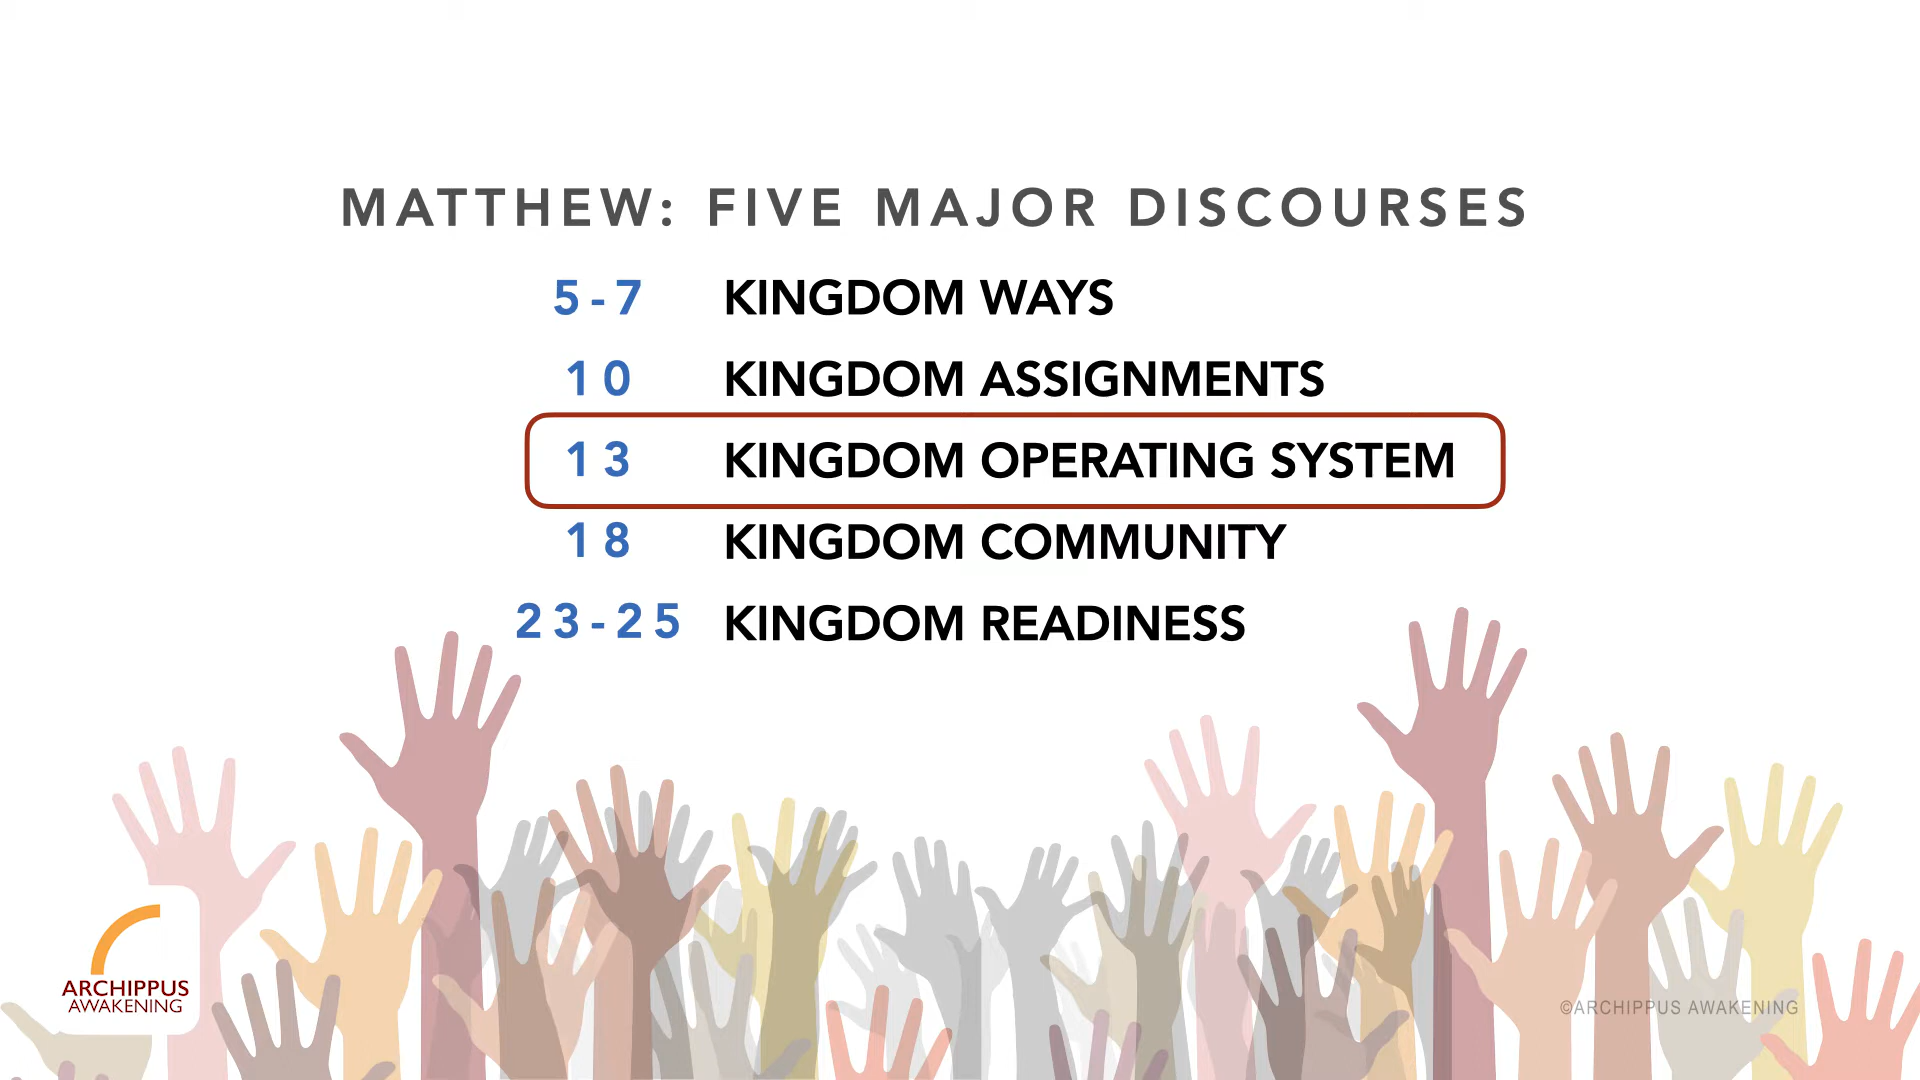 MATTHEW: FIVE MAJOR DISCOURSES
5-7 KINGDOM WAYS
10 KINGDOM ASSIGNMENTS
13 KINGDOM OPERATING SYSTEM
18 KINGDOM COMMUNITY
23-25 KINGDOM READINESS
ARCHIPPUS
AWAKENING
©ARCHIPPUS AWAKENING